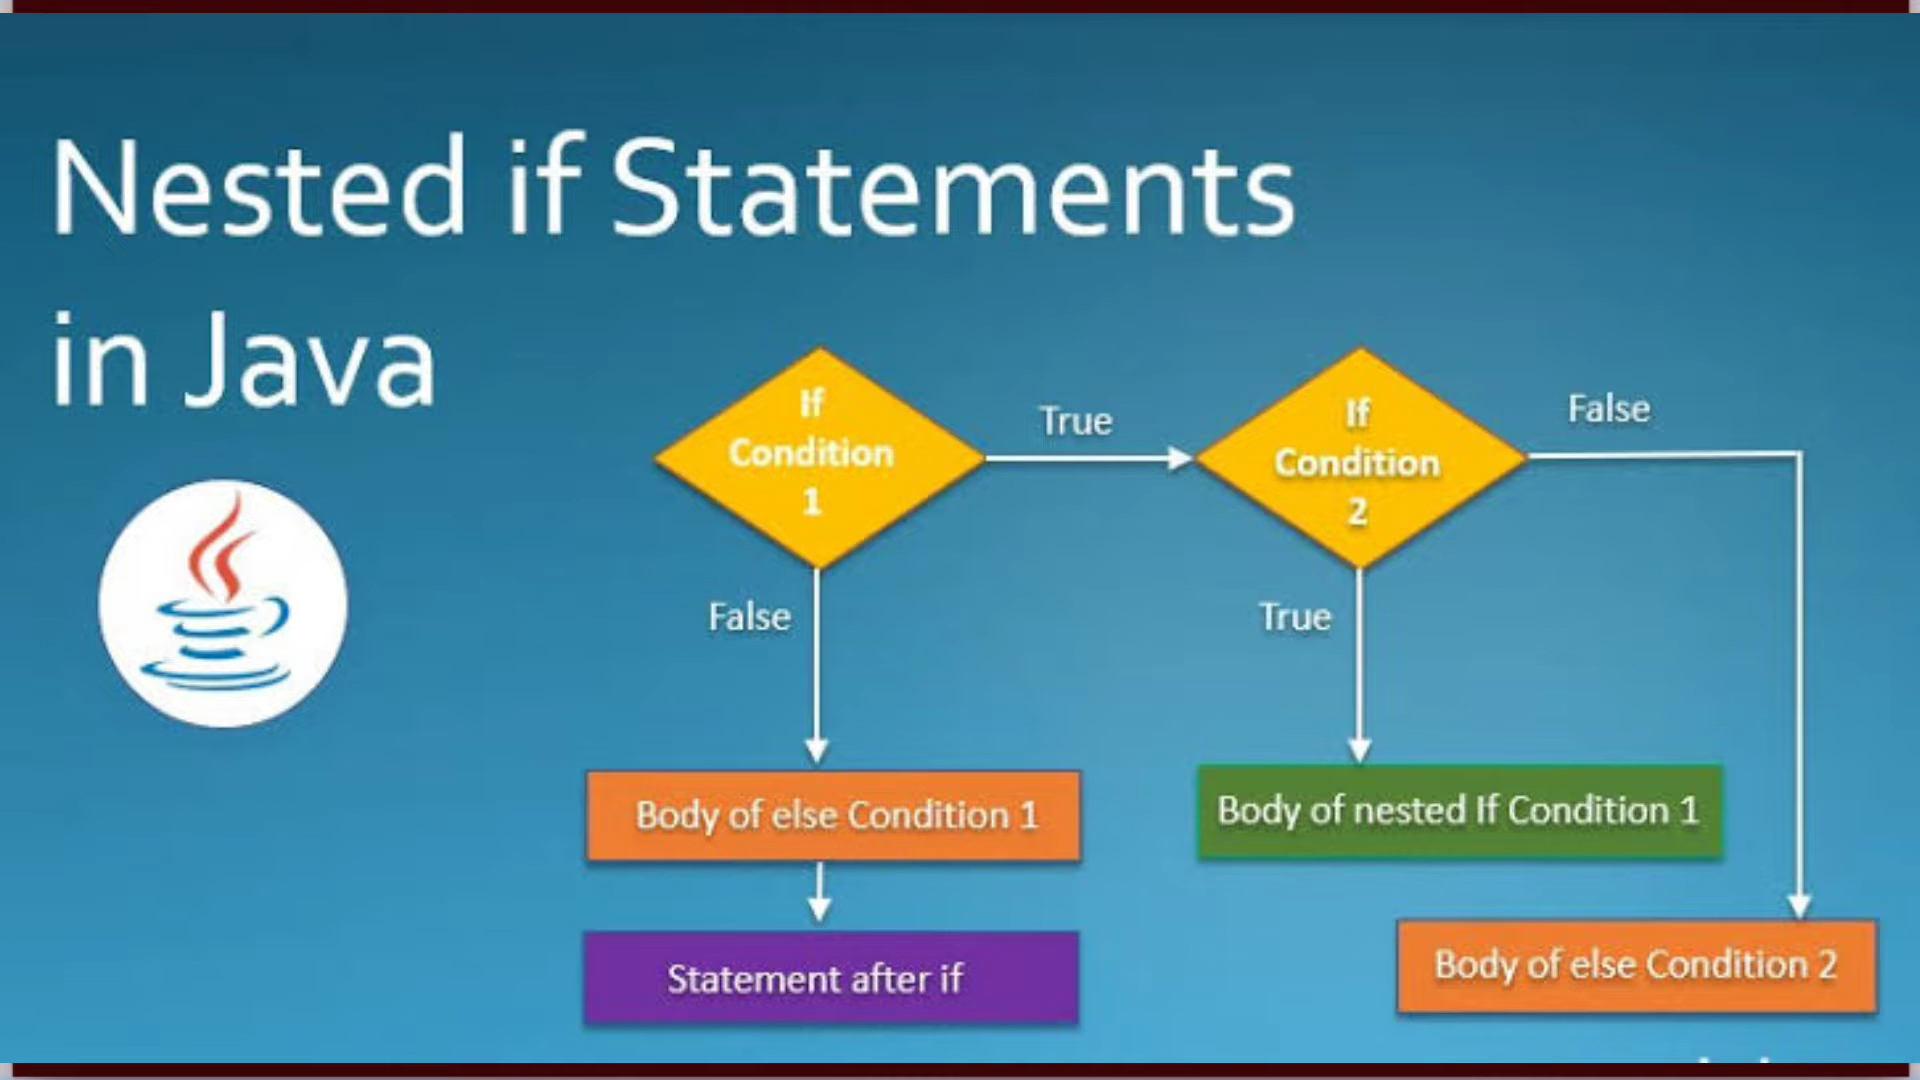 Nested if Statements
in Java
If
Condition
1
True
If
Condition
2
False
False
True
Body of else Condition 1
Body of nested If Condition 1
Statement after if
Body of else Condition 2